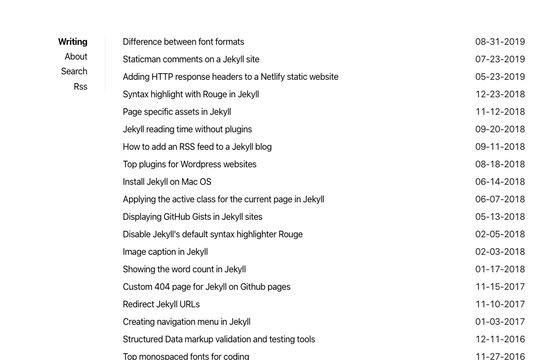 Writing
About
Search
Rss
Difference between font formats 08-31-2019
Staticman comments on a Jekyll site 07-23-2019
Adding HTTP response headers to a Netlify static website 05-23-2019
Syntax highlight with Rouge in Jekyll 12-23-2018
Page specific assets in Jekyll 11-12-2018
Jekyll reading time without plugins 09-20-2018
How to add an RSS feed to a Jekyll blog 09-11-2018
Top plugins for Wordpress websites 08-18-2018
Install Jekyll on Mac OS 06-14-2018
Applying the active class for the current page in Jekyll 06-07-2018
Displaying GitHub Gists in Jekyll sites 05-13-2018
Disable Jekyll's default syntax highlighter Rouge 02-05-2018
Image caption in Jekyll 02-03-2018
Showing the word count in Jekyll 01-17-2018
Custom 404 page for Jekyll on Github pages 11-15-2017
Redirect Jekyll URLs 11-10-2017
Creating navigation menu in Jekyll 01-03-2017
Structured Data markup validation and testing tools 12-11-2016
Top monospaced fonts for coding 11-27-2016